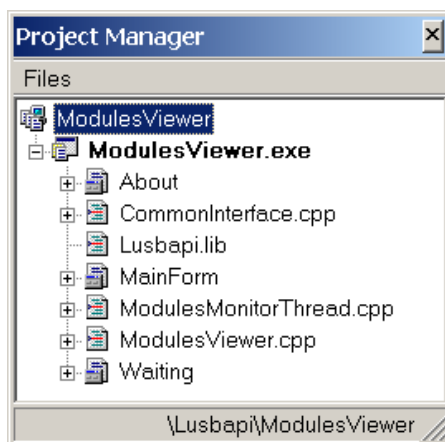 Project Manager
Files
ModulesViewer
ModulesViewer.exe
About
CommonInterface.cpp
Lusbapi.lib
MainForm
ModulesMonitorThread.cpp
ModulesViewer.cpp
Waiting
\Lusbapi\ModulesViewer